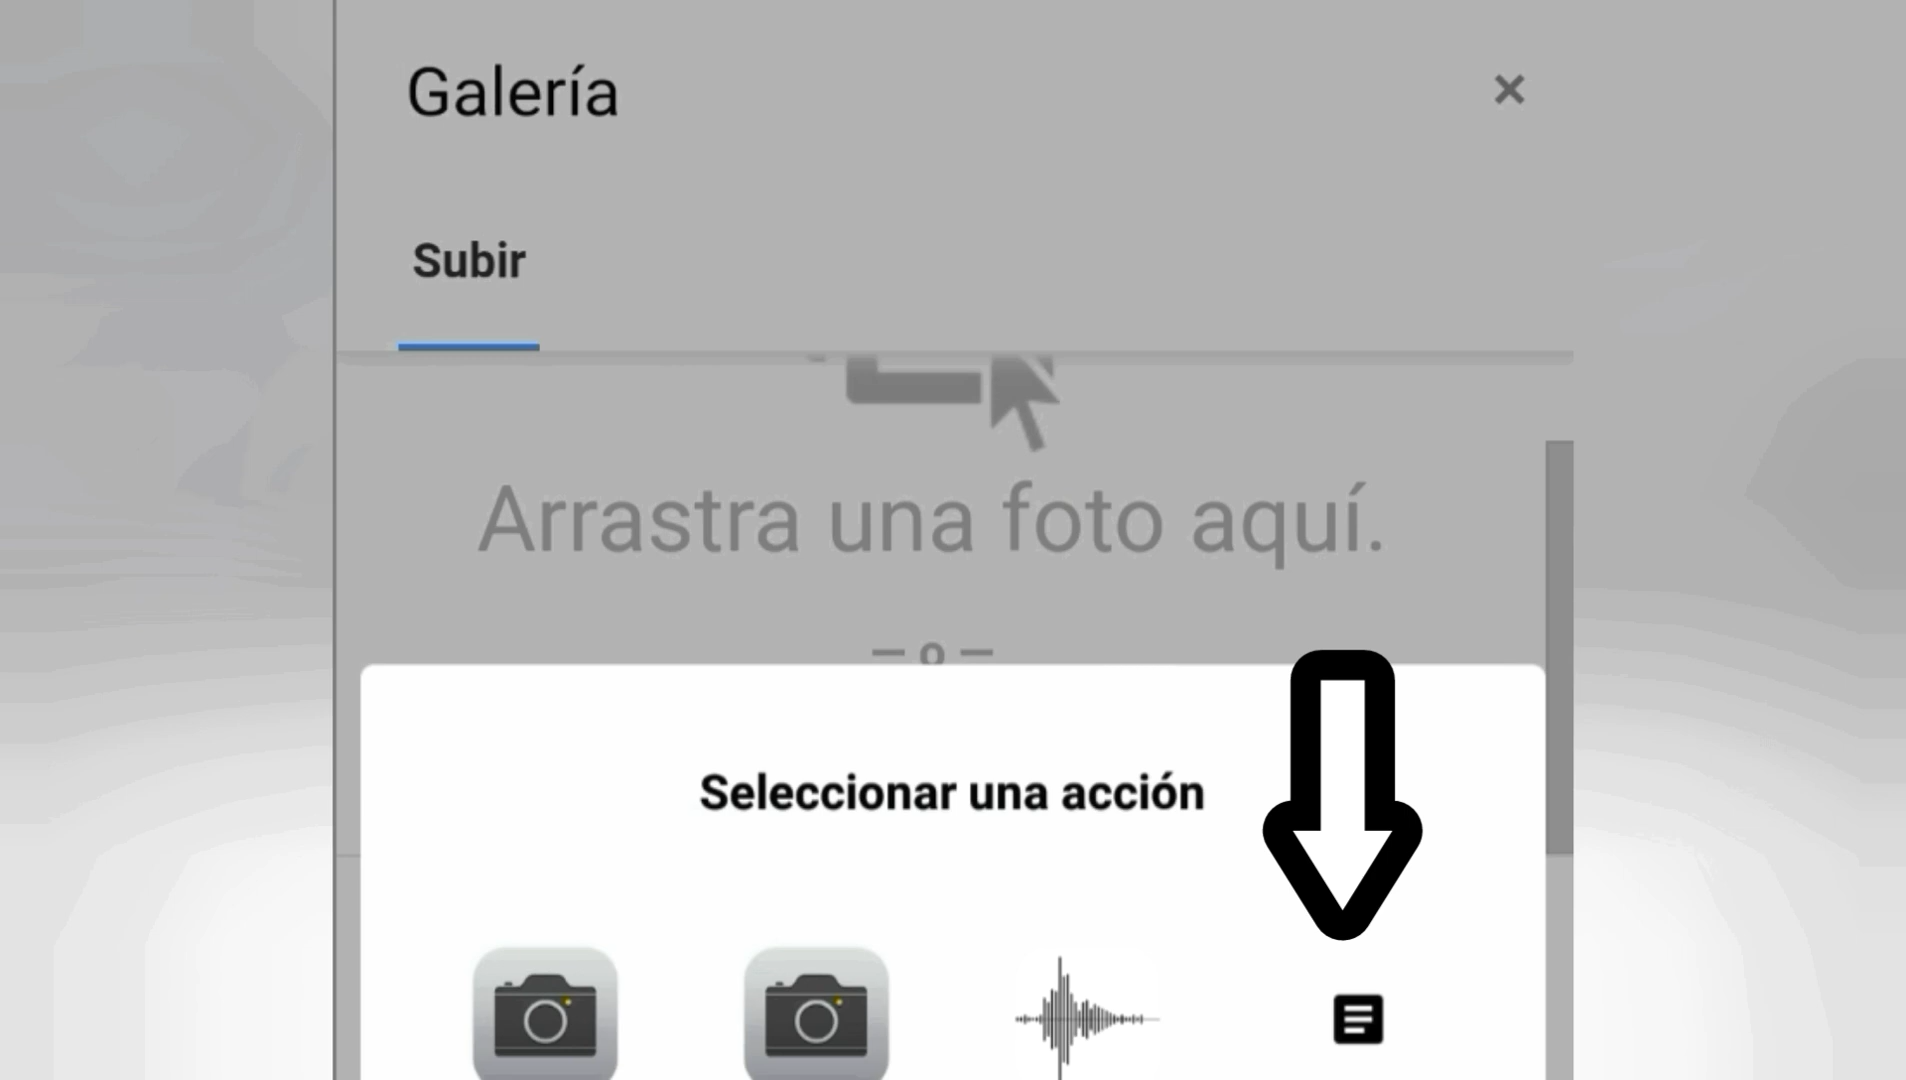 Galería
Subir
Arrastra una foto aquí.
— o —
Seleccionar una acción